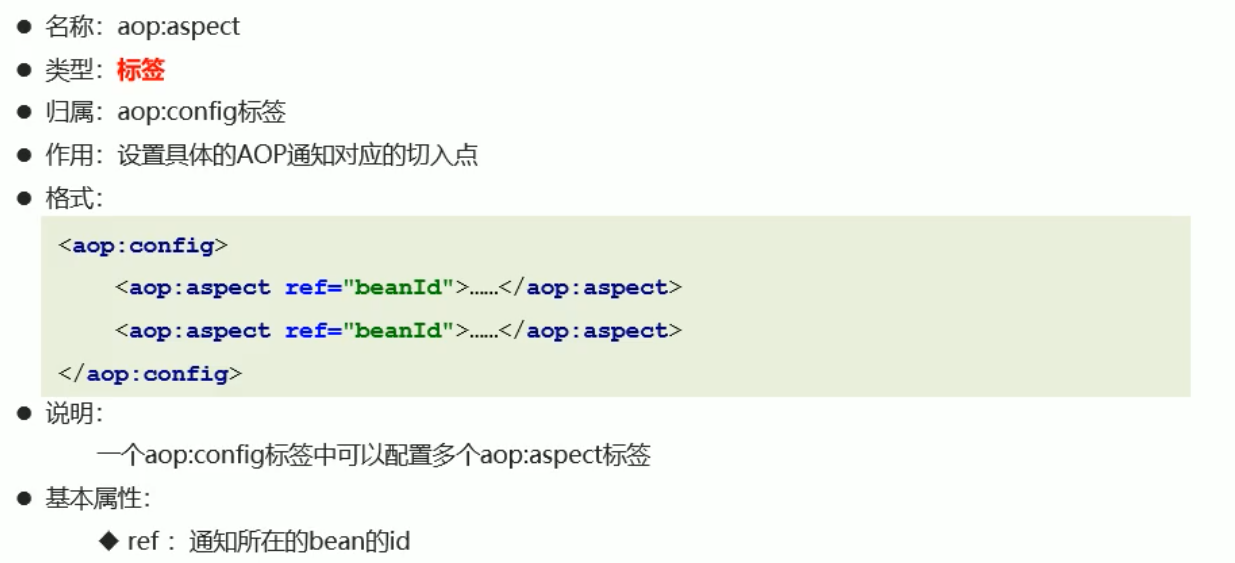 ● 名称：aop:aspect
● 类型：标签
● 归属：aop:config标签
● 作用：设置具体的AOP通知对应的切入点
● 格式：
<aop:config>
<aop:aspect ref="beanId">……</aop:aspect>
<aop:aspect ref="beanId">……</aop:aspect>
</aop:config>
● 说明：
一个aop:config标签中可以配置多个aop:aspect标签
● 基本属性：
◆ ref ：通知所在的bean的id